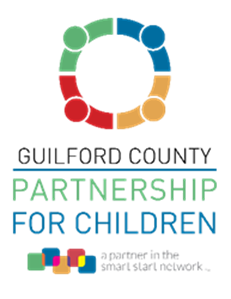 GUILFORD COUNTY
PARTNERSHIP
FOR CHILDREN
a partner in the
smart start network